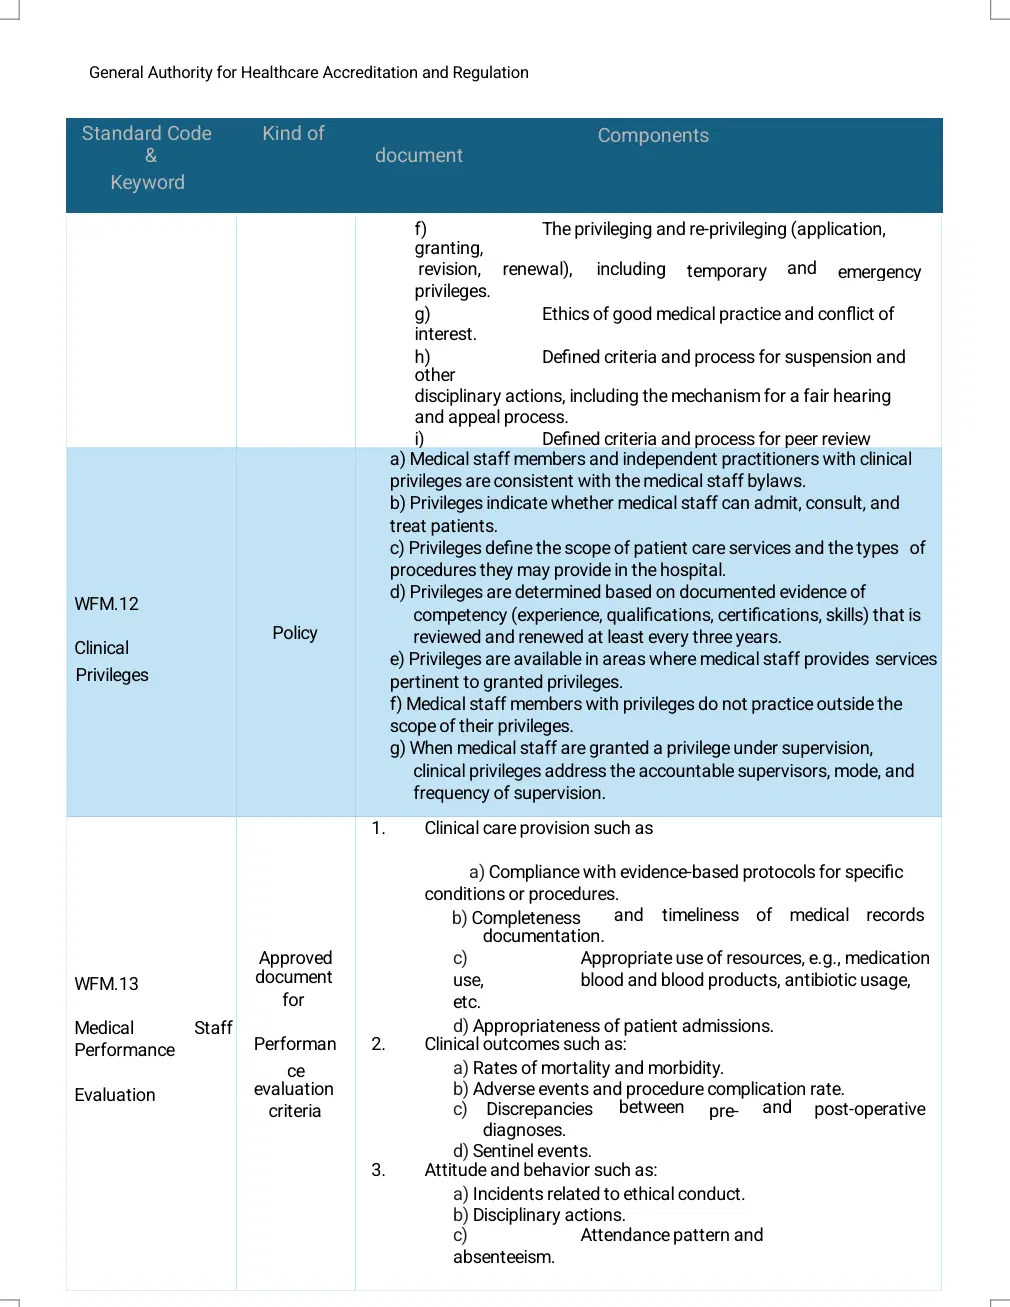 General Authority for Healthcare Accreditation and Regulation
Standard Code
&
Keyword
Kind of
document
Components
f) The privileging and re-privileging (application,
granting,
revision, renewal), including temporary and emergency
privileges.
g) Ethics of good medical practice and conflict of
interest.
h) Defined criteria and process for suspension and
other
disciplinary actions, including the mechanism for a fair hearing
and appeal process.
i) Defined criteria and process for peer review
WFM.12
Clinical
Privileges
Policy
a) Medical staff members and independent practitioners with clinical
privileges are consistent with the medical staff bylaws.
b) Privileges indicate whether medical staff can admit, consult, and
treat patients.
c) Privileges define the scope of patient care services and the types of
procedures they may provide in the hospital.
d) Privileges are determined based on documented evidence of
competency (experience, qualifications, certifications, skills) that is
reviewed and renewed at least every three years.
e) Privileges are available in areas where medical staff provides services
pertinent to granted privileges.
f) Medical staff members with privileges do not practice outside the
scope of their privileges.
g) When medical staff are granted a privilege under supervision,
clinical privileges address the accountable supervisors, mode, and
frequency of supervision.
WFM.13
Medical Staff
Performance
Evaluation
Approved
document
for
Performan
ce
evaluation
criteria
1. Clinical care provision such as
a) Compliance with evidence-based protocols for specific
conditions or procedures.
b) Completeness and timeliness of medical records
documentation.
c) Appropriate use of resources, e.g., medication
use, blood and blood products, antibiotic usage,
etc.
d) Appropriateness of patient admissions.
2. Clinical outcomes such as:
a) Rates of mortality and morbidity.
b) Adverse events and procedure complication rate.
c) Discrepancies between pre- and post-operative
diagnoses.
d) Sentinel events.
3. Attitude and behavior such as:
a) Incidents related to ethical conduct.
b) Disciplinary actions.
c) Attendance pattern and
absenteeism.